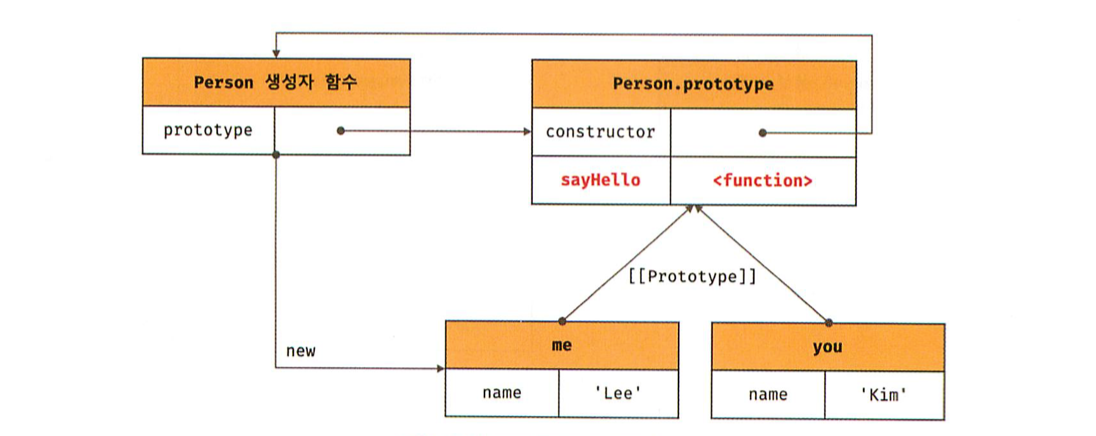 Person 생성자 함수
prototype
Person.prototype
constructor
sayHello
<function>
[[Prototype]]
new
me
name
'Lee'
you
name
'Kim'